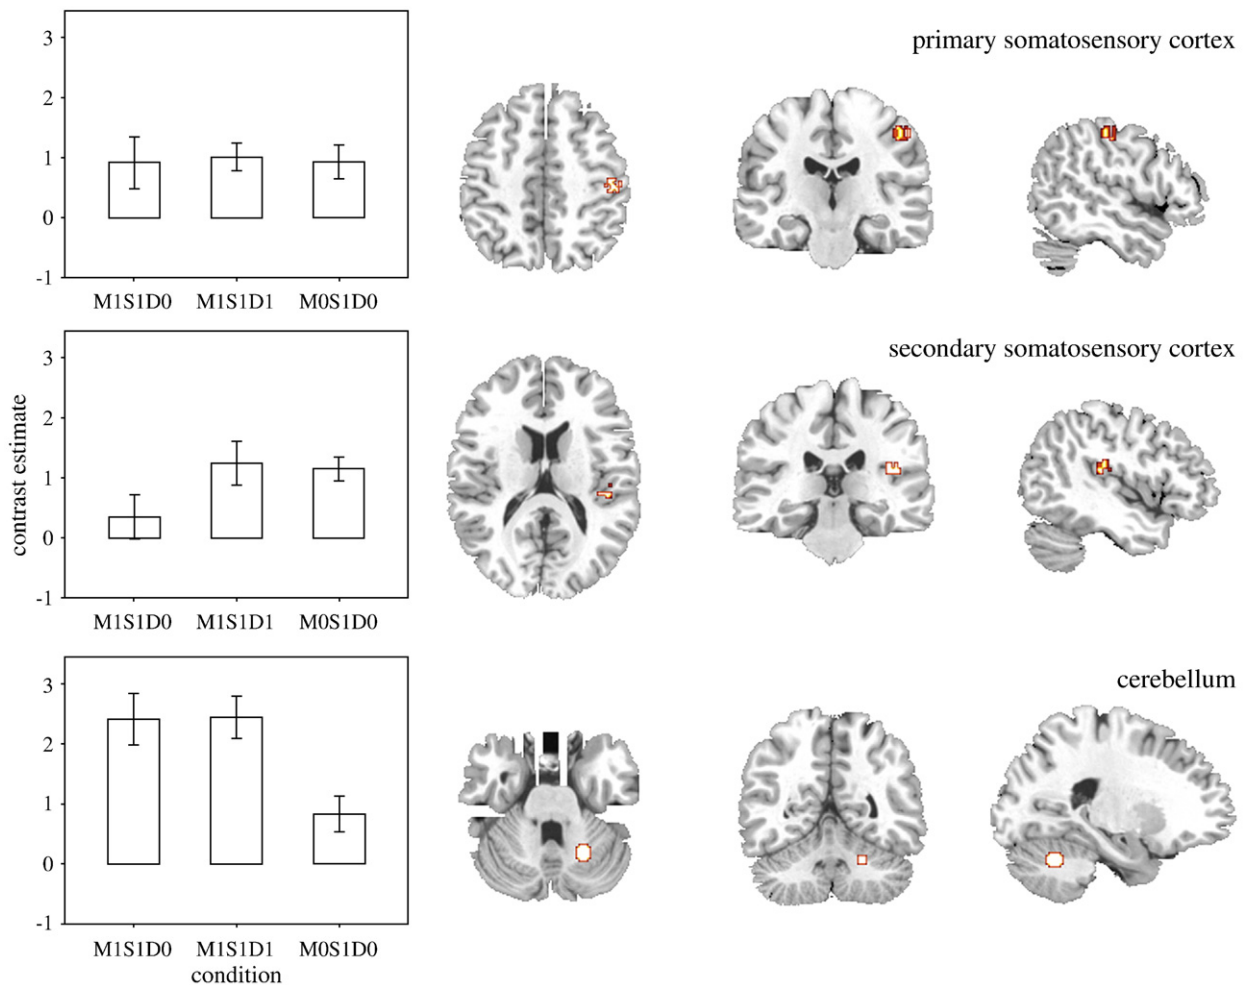 primary somatosensory cortex
3
2
1
0
-1
M1S1D0 M1S1D1 M0S1D0
secondary somatosensory cortex
contrast estimate
3
2
1
0
-1
M1S1D0 M1S1D1 M0S1D0
cerebellum
3
2
1
0
-1
M1S1D0 M1S1D1 M0S1D0
condition